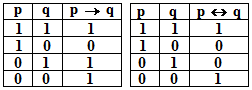 p q p → q
1 1 1
1 0 0
0 1 1
0 0 1
p q p ↔ q
1 1 1
1 0 0
0 1 0
0 0 1